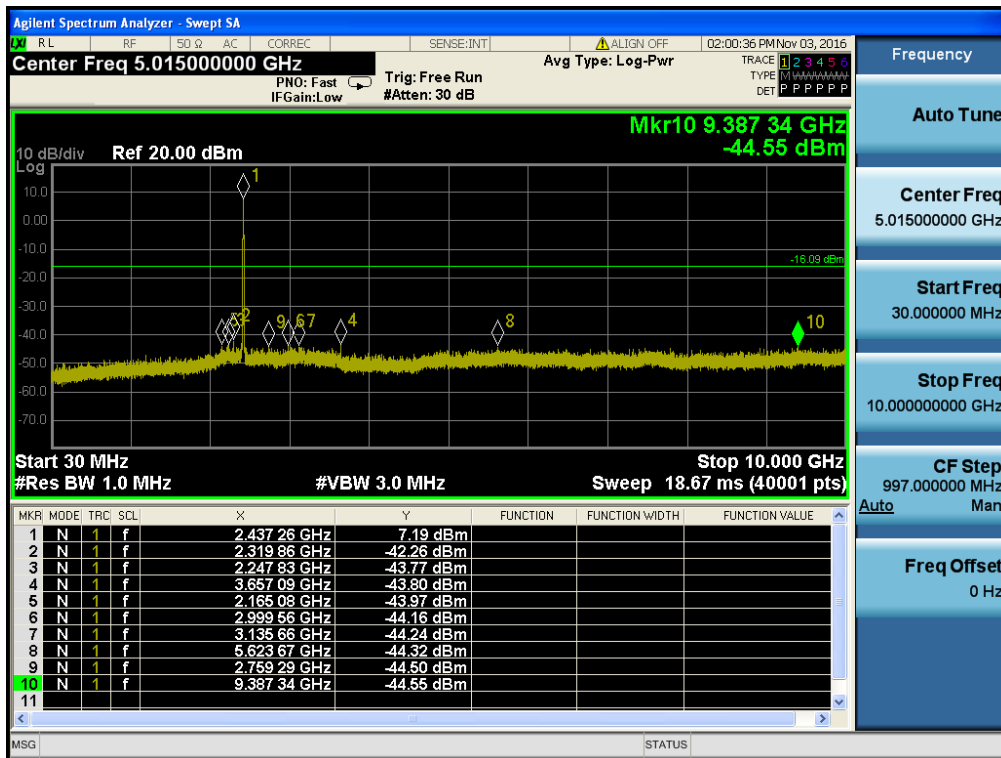 Agilent Spectrum Analyzer - Swept SA
LXI RL RF 50 Ω AC CORREC SENSE:INT ALIGN OFF 02:00:36 PM Nov 03, 2016
Center Freq 5.015000000 GHz
PNO: Fast
IFGain:Low
Trig: Free Run
#Atten: 30 dB
Avg Type: Log-Pwr
TRACE 1 2 3 4 5 6
TYPE M
DET P P P P P P
Mkr10 9.387 34 GHz
-44.55 dBm
10 dB/div Ref 20.00 dBm
Log
10.0
0.00
-10.0
-20.0
-30.0
-40.0
-50.0
-60.0
-70.0
-16.09 dBm
1
2
9
6
7
4
8
10
Start 30 MHz Stop 10.000 GHz
#Res BW 1.0 MHz #VBW 3.0 MHz Sweep 18.67 ms (40001 pts)
MKR MODE TRC SCL X Y FUNCTION FUNCTION WIDTH FUNCTION VALUE
1 N 1 f 2.437 26 GHz 7.19 dBm
2 N 1 f 2.319 86 GHz -42.26 dBm
3 N 1 f 2.247 83 GHz -43.77 dBm
4 N 1 f 3.657 09 GHz -43.80 dBm
5 N 1 f 2.165 08 GHz -43.97 dBm
6 N 1 f 2.999 56 GHz -44.16 dBm
7 N 1 f 3.135 66 GHz -44.24 dBm
8 N 1 f 5.623 67 GHz -44.32 dBm
9 N 1 f 2.759 29 GHz -44.50 dBm
10 N 1 f 9.387 34 GHz -44.55 dBm
11
MSG STATUS
Frequency
Auto Tune
Center Freq
5.015000000 GHz
Start Freq
30.000000 MHz
Stop Freq
10.000000000 GHz
CF Step
997.000000 MHz
Auto Man
Freq Offset
0 Hz